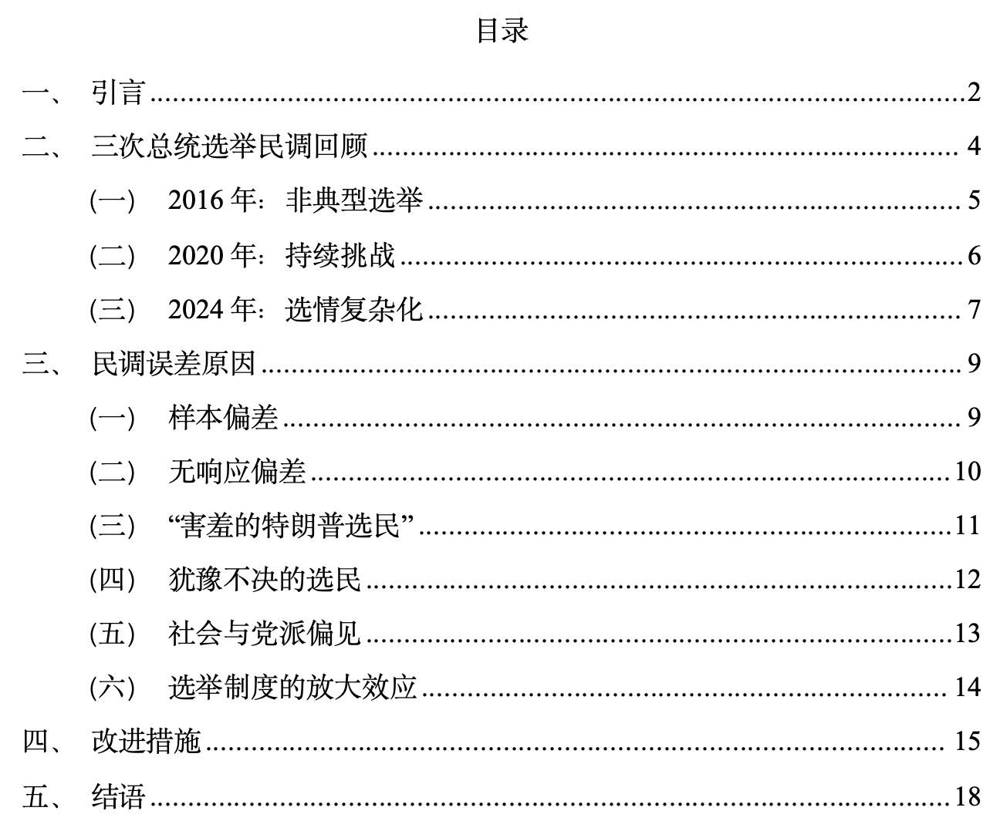 目录
一、 引言........................................2
二、 三次总统选举民调回顾........................................4
(一) 2016 年：非典型选举........................................5
(二) 2020 年：持续挑战........................................6
(三) 2024 年：选情复杂化........................................7
三、 民调误差原因........................................9
(一) 样本偏差........................................9
(二) 无响应偏差........................................10
(三) “害羞的特朗普选民”........................................11
(四) 犹豫不决的选民........................................12
(五) 社会与党派偏见........................................13
(六) 选举制度的放大效应........................................14
四、 改进措施........................................15
五、 结语........................................18